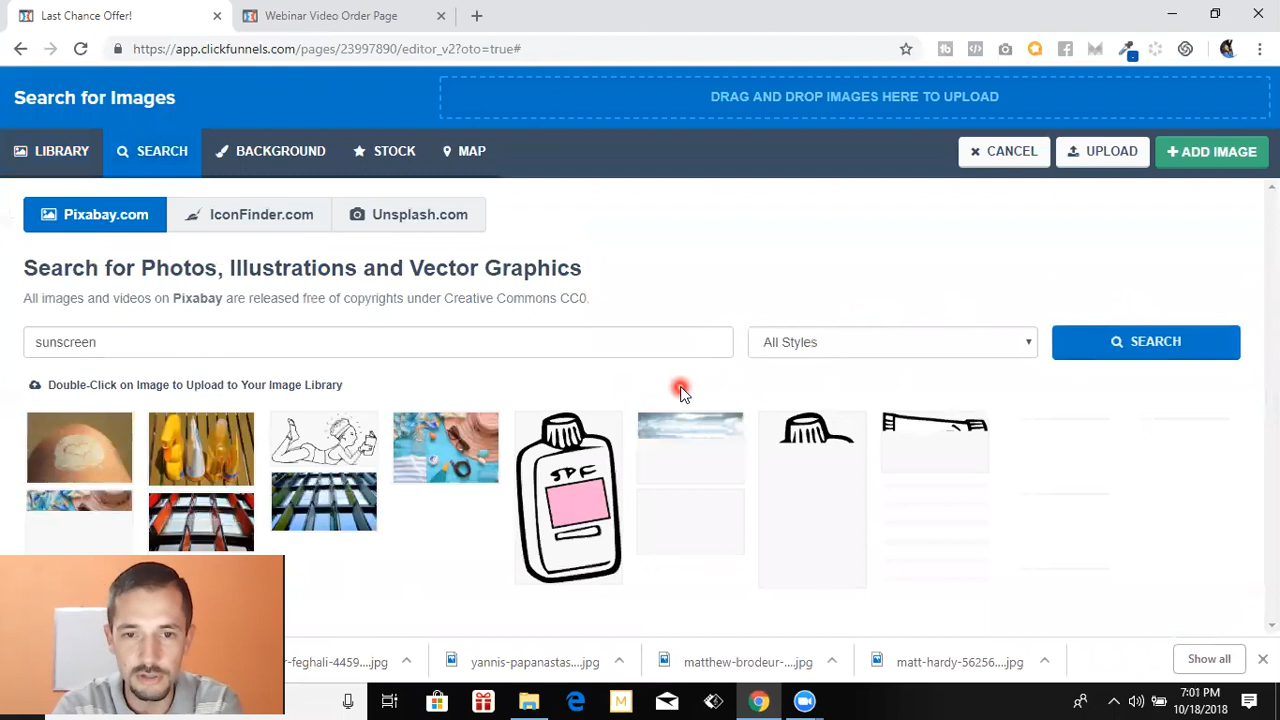 Last Chance Offer!
Webinar Video Order Page
https://app.clickfunnels.com/pages/23997890/editor_v2?oto=true#
Search for Images
DRAG AND DROP IMAGES HERE TO UPLOAD
LIBRARY
SEARCH
BACKGROUND
STOCK
MAP
CANCEL
UPLOAD
ADD IMAGE
Pixabay.com
IconFinder.com
Unsplash.com
Search for Photos, Illustrations and Vector Graphics
All images and videos on Pixabay are released free of copyrights under Creative Commons CC0.
sunscreen
All Styles
SEARCH
Double-Click on Image to Upload to Your Image Library
SPF
r-feghali-4459....jpg
yannis-papanastas....jpg
matthew-brodeur-....jpg
matt-hardy-56256....jpg
Show all
7:01 PM
10/18/2018